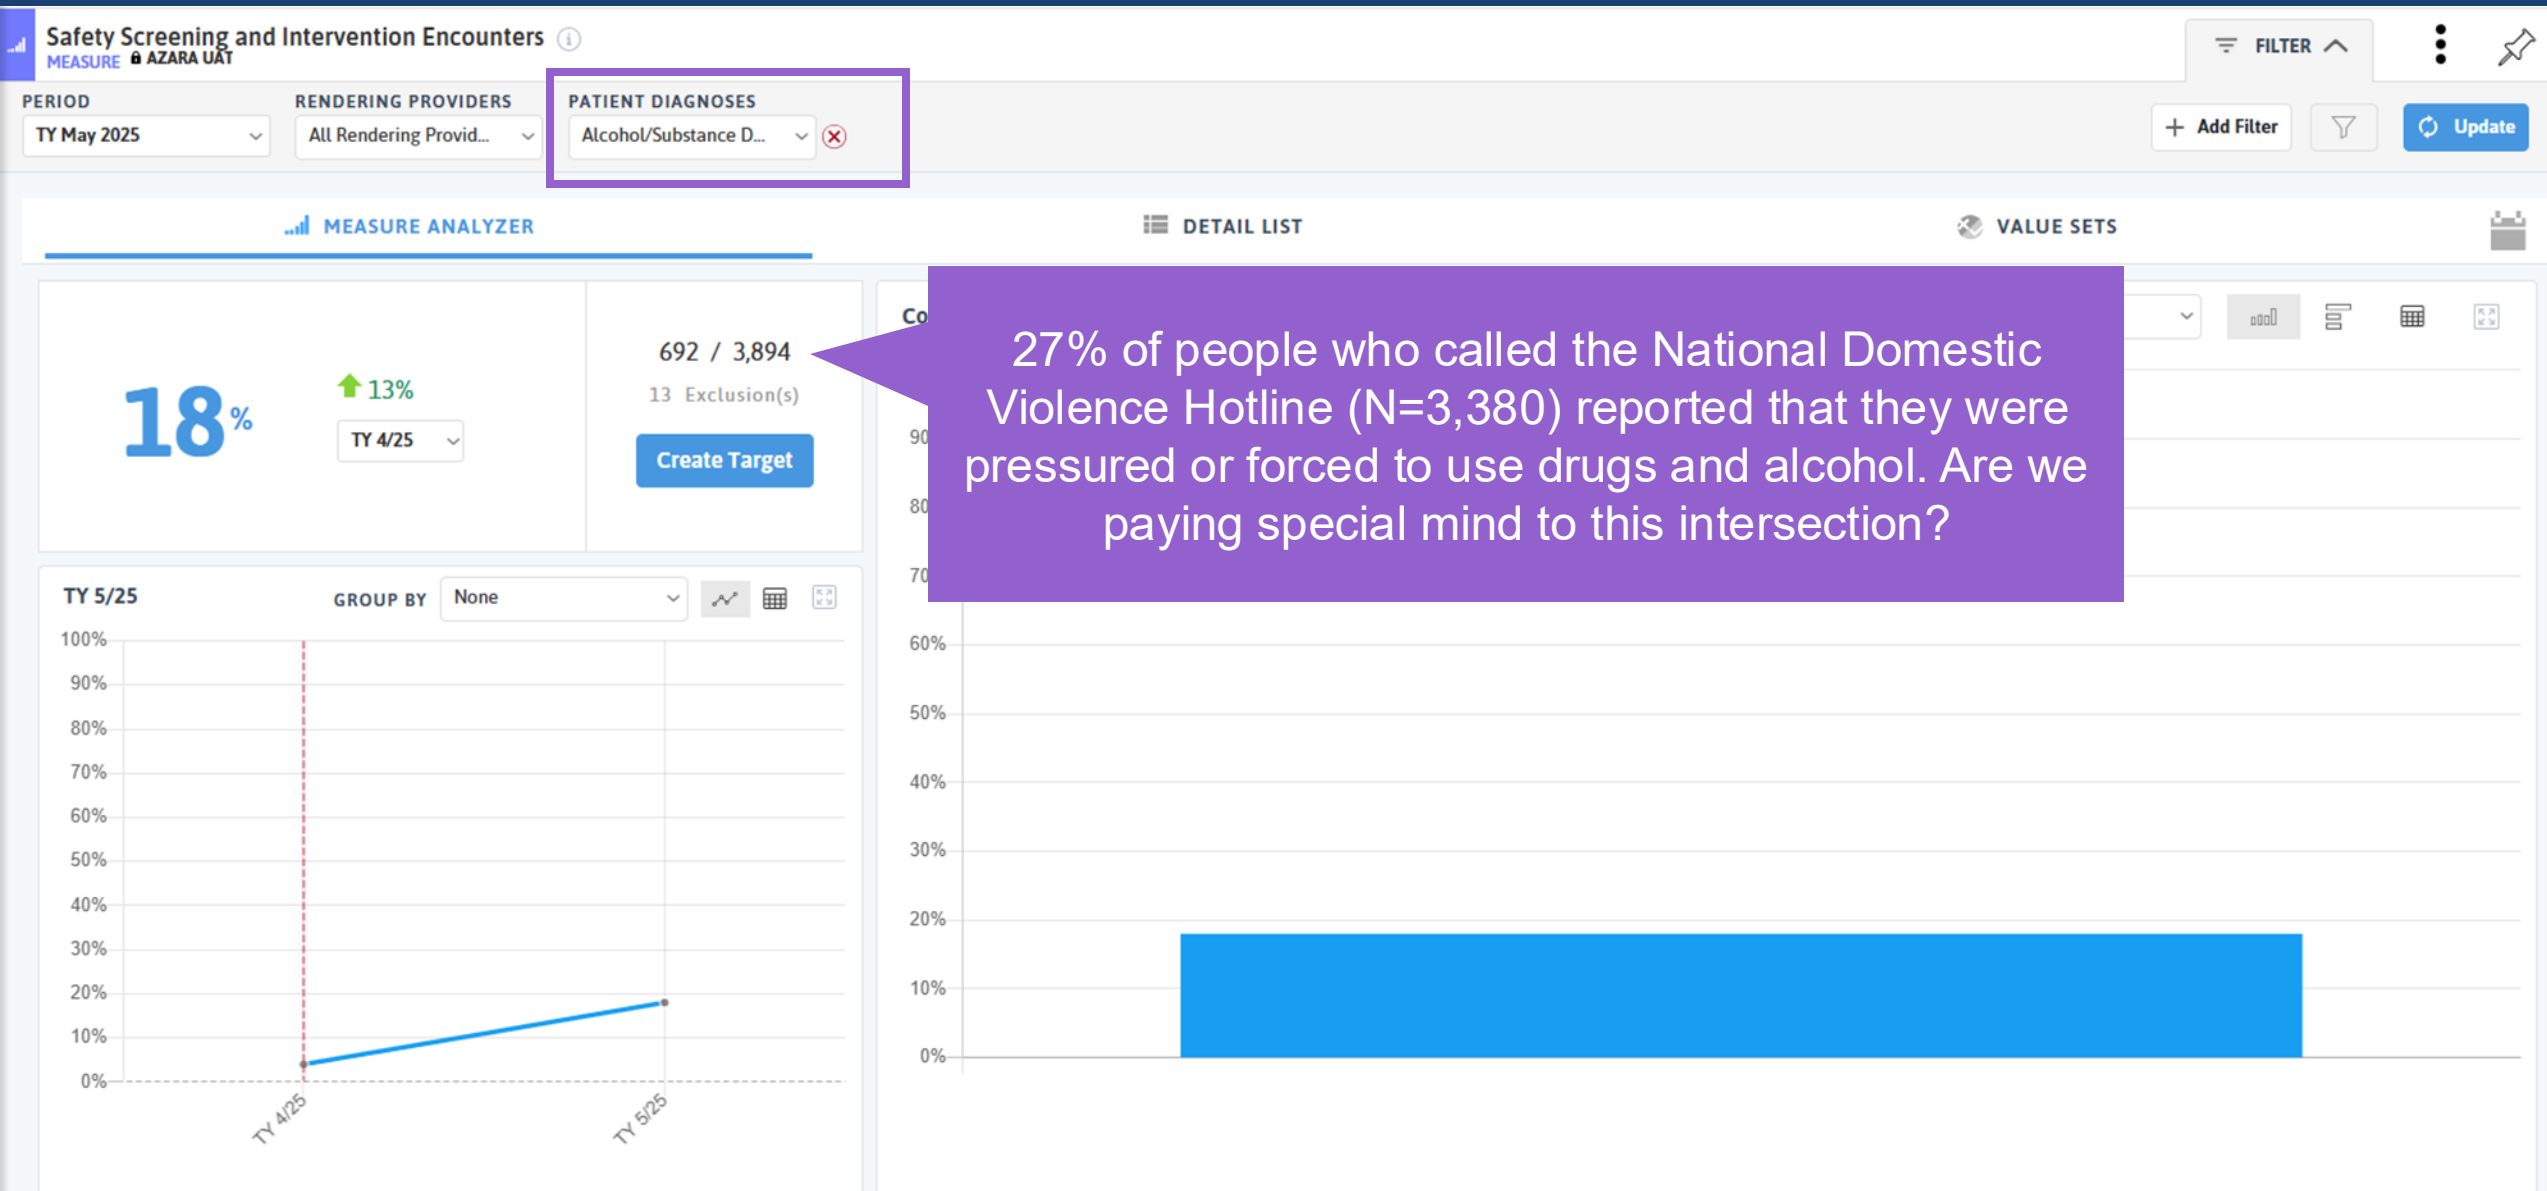 Safety Screening and Intervention Encounters
MEASURE AZARA UAT
FILTER
PERIOD
TY May 2025
RENDERING PROVIDERS
All Rendering Provid...
PATIENT DIAGNOSES
Alcohol/Substance D...
+ Add Filter
Update
MEASURE ANALYZER
DETAIL LIST
VALUE SETS
18%
13%
TY 4/25
692 / 3,894
13 Exclusion(s)
Create Target
27% of people who called the National Domestic
Violence Hotline (N=3,380) reported that they were
pressured or forced to use drugs and alcohol. Are we
paying special mind to this intersection?
TY 5/25
GROUP BY
None
100%
90%
80%
70%
60%
50%
40%
30%
20%
10%
0%
TY 4/25
TY 5/25
Co
90
80
70
60%
50%
40%
30%
20%
10%
0%